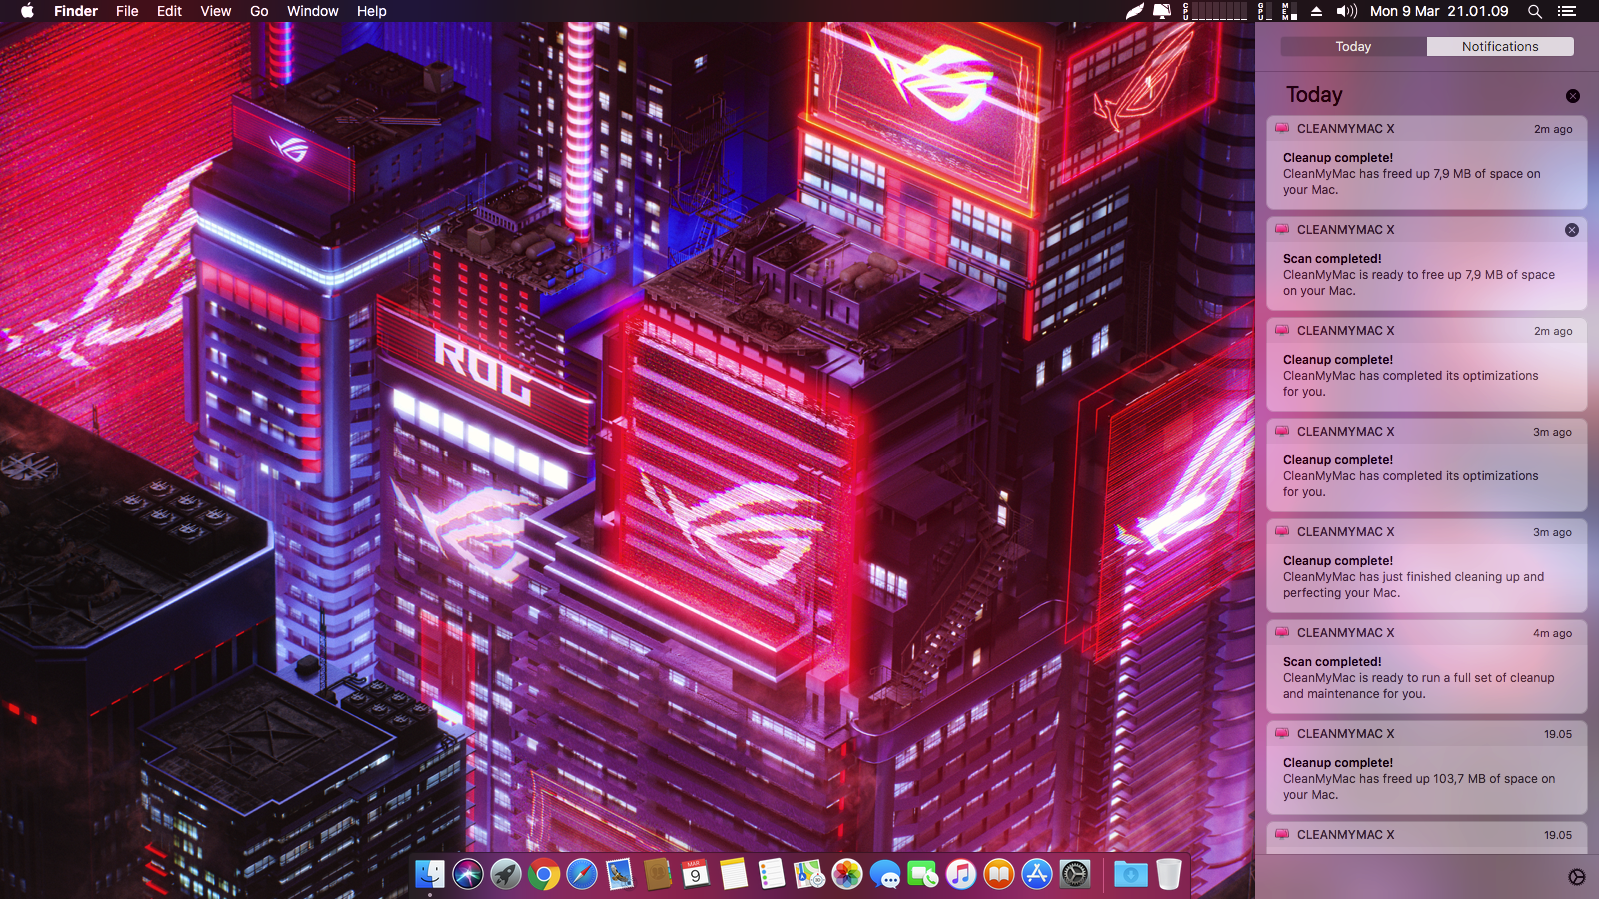 Finder File Edit View Go Window Help
CPU GPU MEM Mon 9 Mar 21.01.09
Today Notifications
Today
CLEANMYMAC X 2m ago
Cleanup complete!
CleanMyMac has freed up 7,9 MB of space on
your Mac.
CLEANMYMAC X
Scan completed!
CleanMyMac is ready to free up 7,9 MB of space
on your Mac.
CLEANMYMAC X 2m ago
Cleanup complete!
CleanMyMac has completed its optimizations
for you.
CLEANMYMAC X 3m ago
Cleanup complete!
CleanMyMac has completed its optimizations
for you.
CLEANMYMAC X 3m ago
Cleanup complete!
CleanMyMac has just finished cleaning up and
perfecting your Mac.
CLEANMYMAC X 4m ago
Scan completed!
CleanMyMac is ready to run a full set of cleanup
and maintenance for you.
CLEANMYMAC X 19.05
Cleanup complete!
CleanMyMac has freed up 103,7 MB of space on
your Mac.
CLEANMYMAC X 19.05
ROG
MAR
9